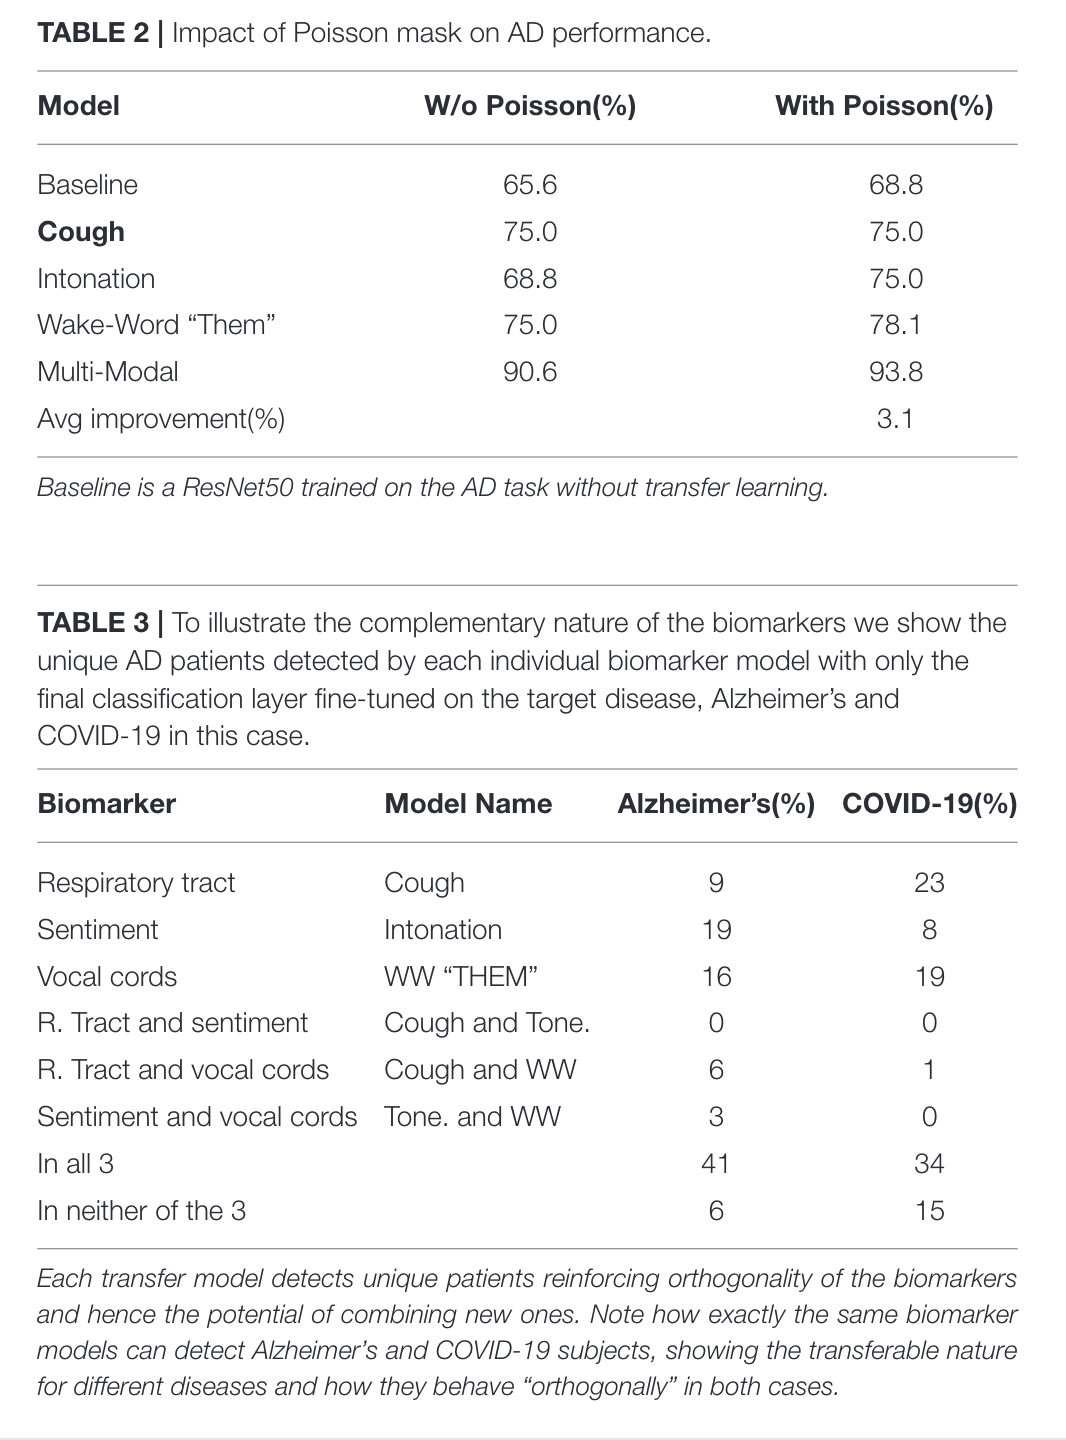 TABLE 2 | Impact of Poisson mask on AD performance.
Model W/o Poisson(%) With Poisson(%)
Baseline 65.6 68.8
Cough 75.0 75.0
Intonation 68.8 75.0
Wake-Word “Them” 75.0 78.1
Multi-Modal 90.6 93.8
Avg improvement(%) 3.1
Baseline is a ResNet50 trained on the AD task without transfer learning.
TABLE 3 | To illustrate the complementary nature of the biomarkers we show the
unique AD patients detected by each individual biomarker model with only the
final classification layer fine-tuned on the target disease, Alzheimer’s and
COVID-19 in this case.
Biomarker Model Name Alzheimer’s(%) COVID-19(%)
Respiratory tract Cough 9 23
Sentiment Intonation 19 8
Vocal cords WW “THEM” 16 19
R. Tract and sentiment Cough and Tone. 0 0
R. Tract and vocal cords Cough and WW 6 1
Sentiment and vocal cords Tone. and WW 3 0
In all 3 41 34
In neither of the 3 6 15
Each transfer model detects unique patients reinforcing orthogonality of the biomarkers
and hence the potential of combining new ones. Note how exactly the same biomarker
models can detect Alzheimer’s and COVID-19 subjects, showing the transferable nature
for different diseases and how they behave “orthogonally” in both cases.